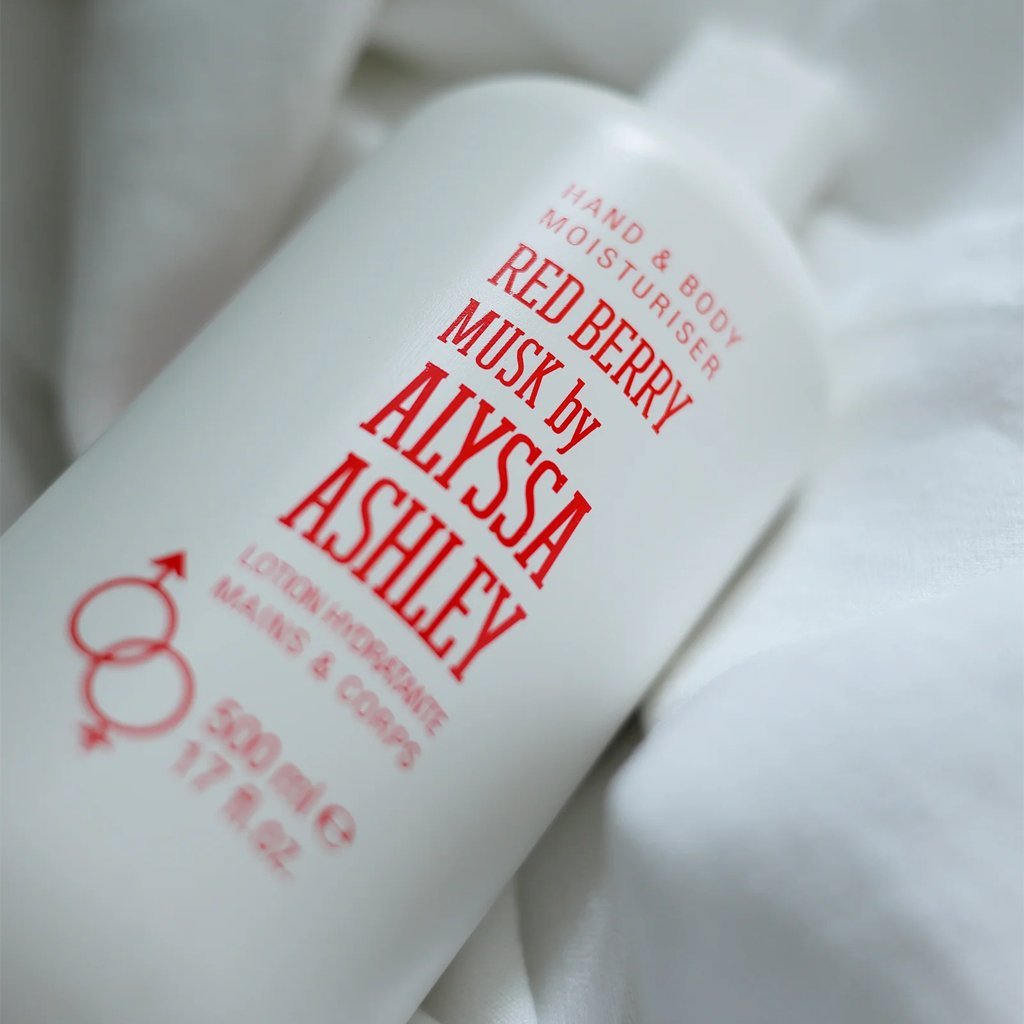 HAND & BODY
MOISTURISER
RED BERRY
MUSK by
ALYSSA
ASHLEY
LOTION HYDRATANTE
MAINS & CORPS
500 ml e
17 fl.oz.